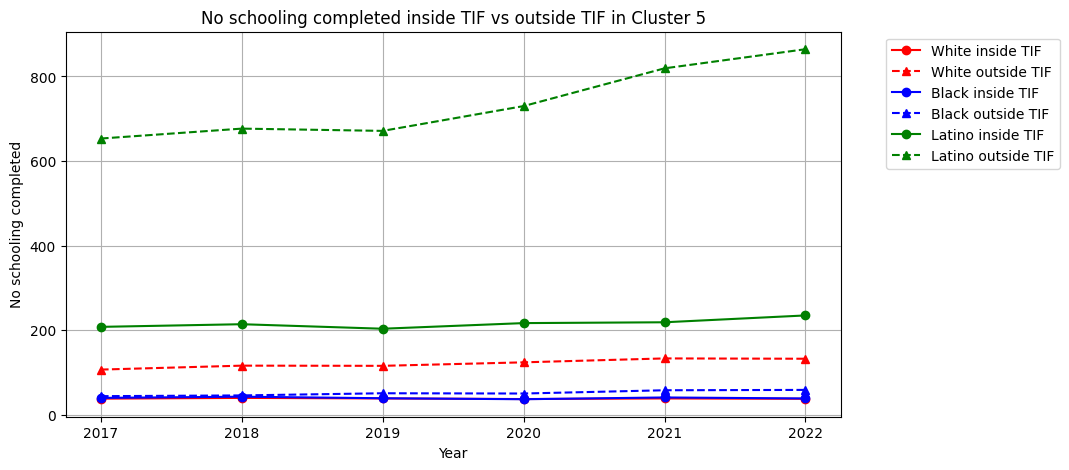 No schooling completed inside TIF vs outside TIF in Cluster 5
No schooling completed
800
600
400
200
0
2017 2018 2019 2020 2021 2022
Year
White inside TIF
White outside TIF
Black inside TIF
Black outside TIF
Latino inside TIF
Latino outside TIF